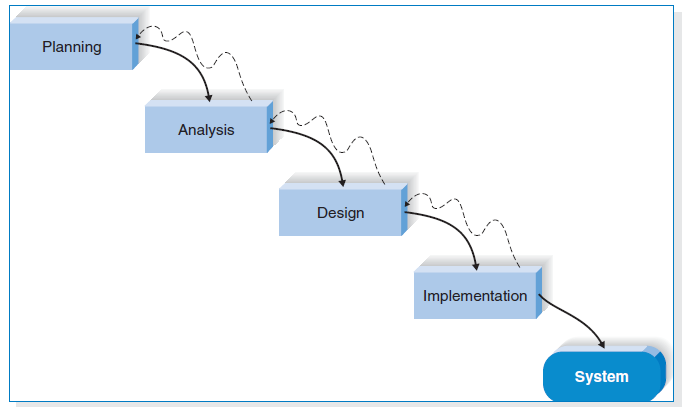 Planning
Analysis
Design
Implementation
System